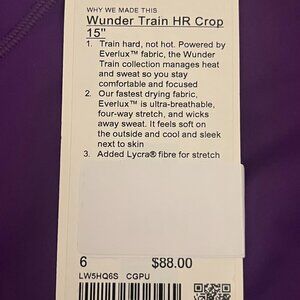 WHY WE MADE THIS
Wunder Train HR Crop
15"
1. Train hard, not hot. Powered by
Everlux™ fabric, the Wunder
Train collection manages heat
and sweat so you stay
comfortable and focused
2. Our fastest drying fabric,
Everlux™ is ultra-breathable,
four-way stretch, and wicks
away sweat. It feels soft on
the outside and cool and sleek
next to skin
3. Added Lycra® fibre for stretch
6 $88.00
LW5HQ6S CGPU